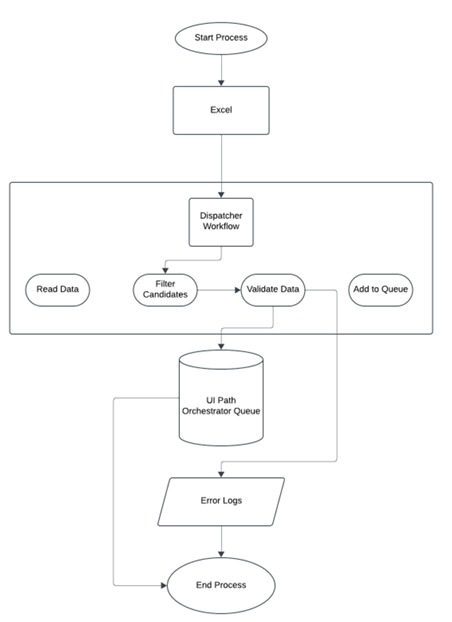 Start Process
Excel
Dispatcher
Workflow
Read Data
Filter
Candidates
Validate Data
Add to Queue
UI Path
Orchestrator Queue
Error Logs
End Process